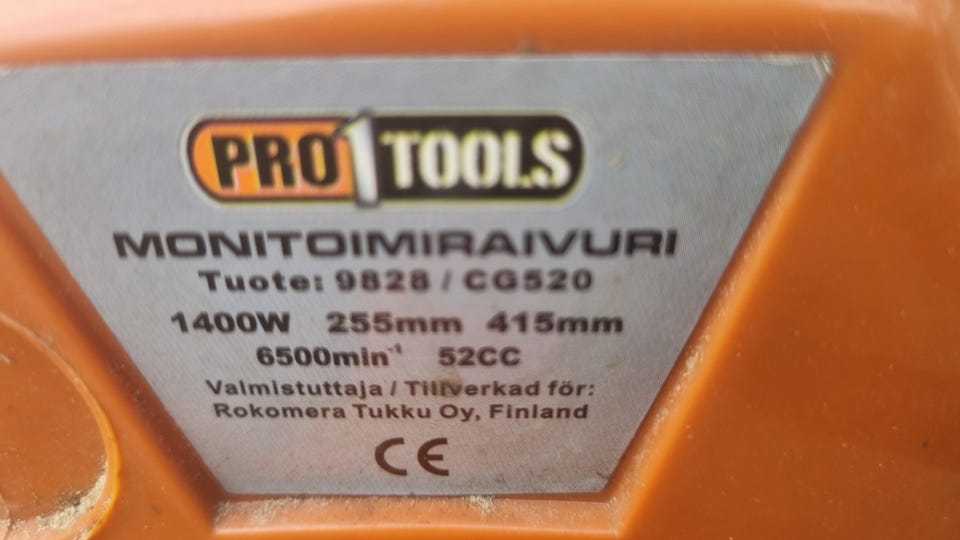 PRO1TOOLS
MONITOIMIRAIVURI
Tuote: 9828 / CG520
1400W 255mm 415mm
6500min⁻¹ 52CC
Valmistuttaja / Tillverkad för:
Rokomera Tukku Oy, Finland
CE